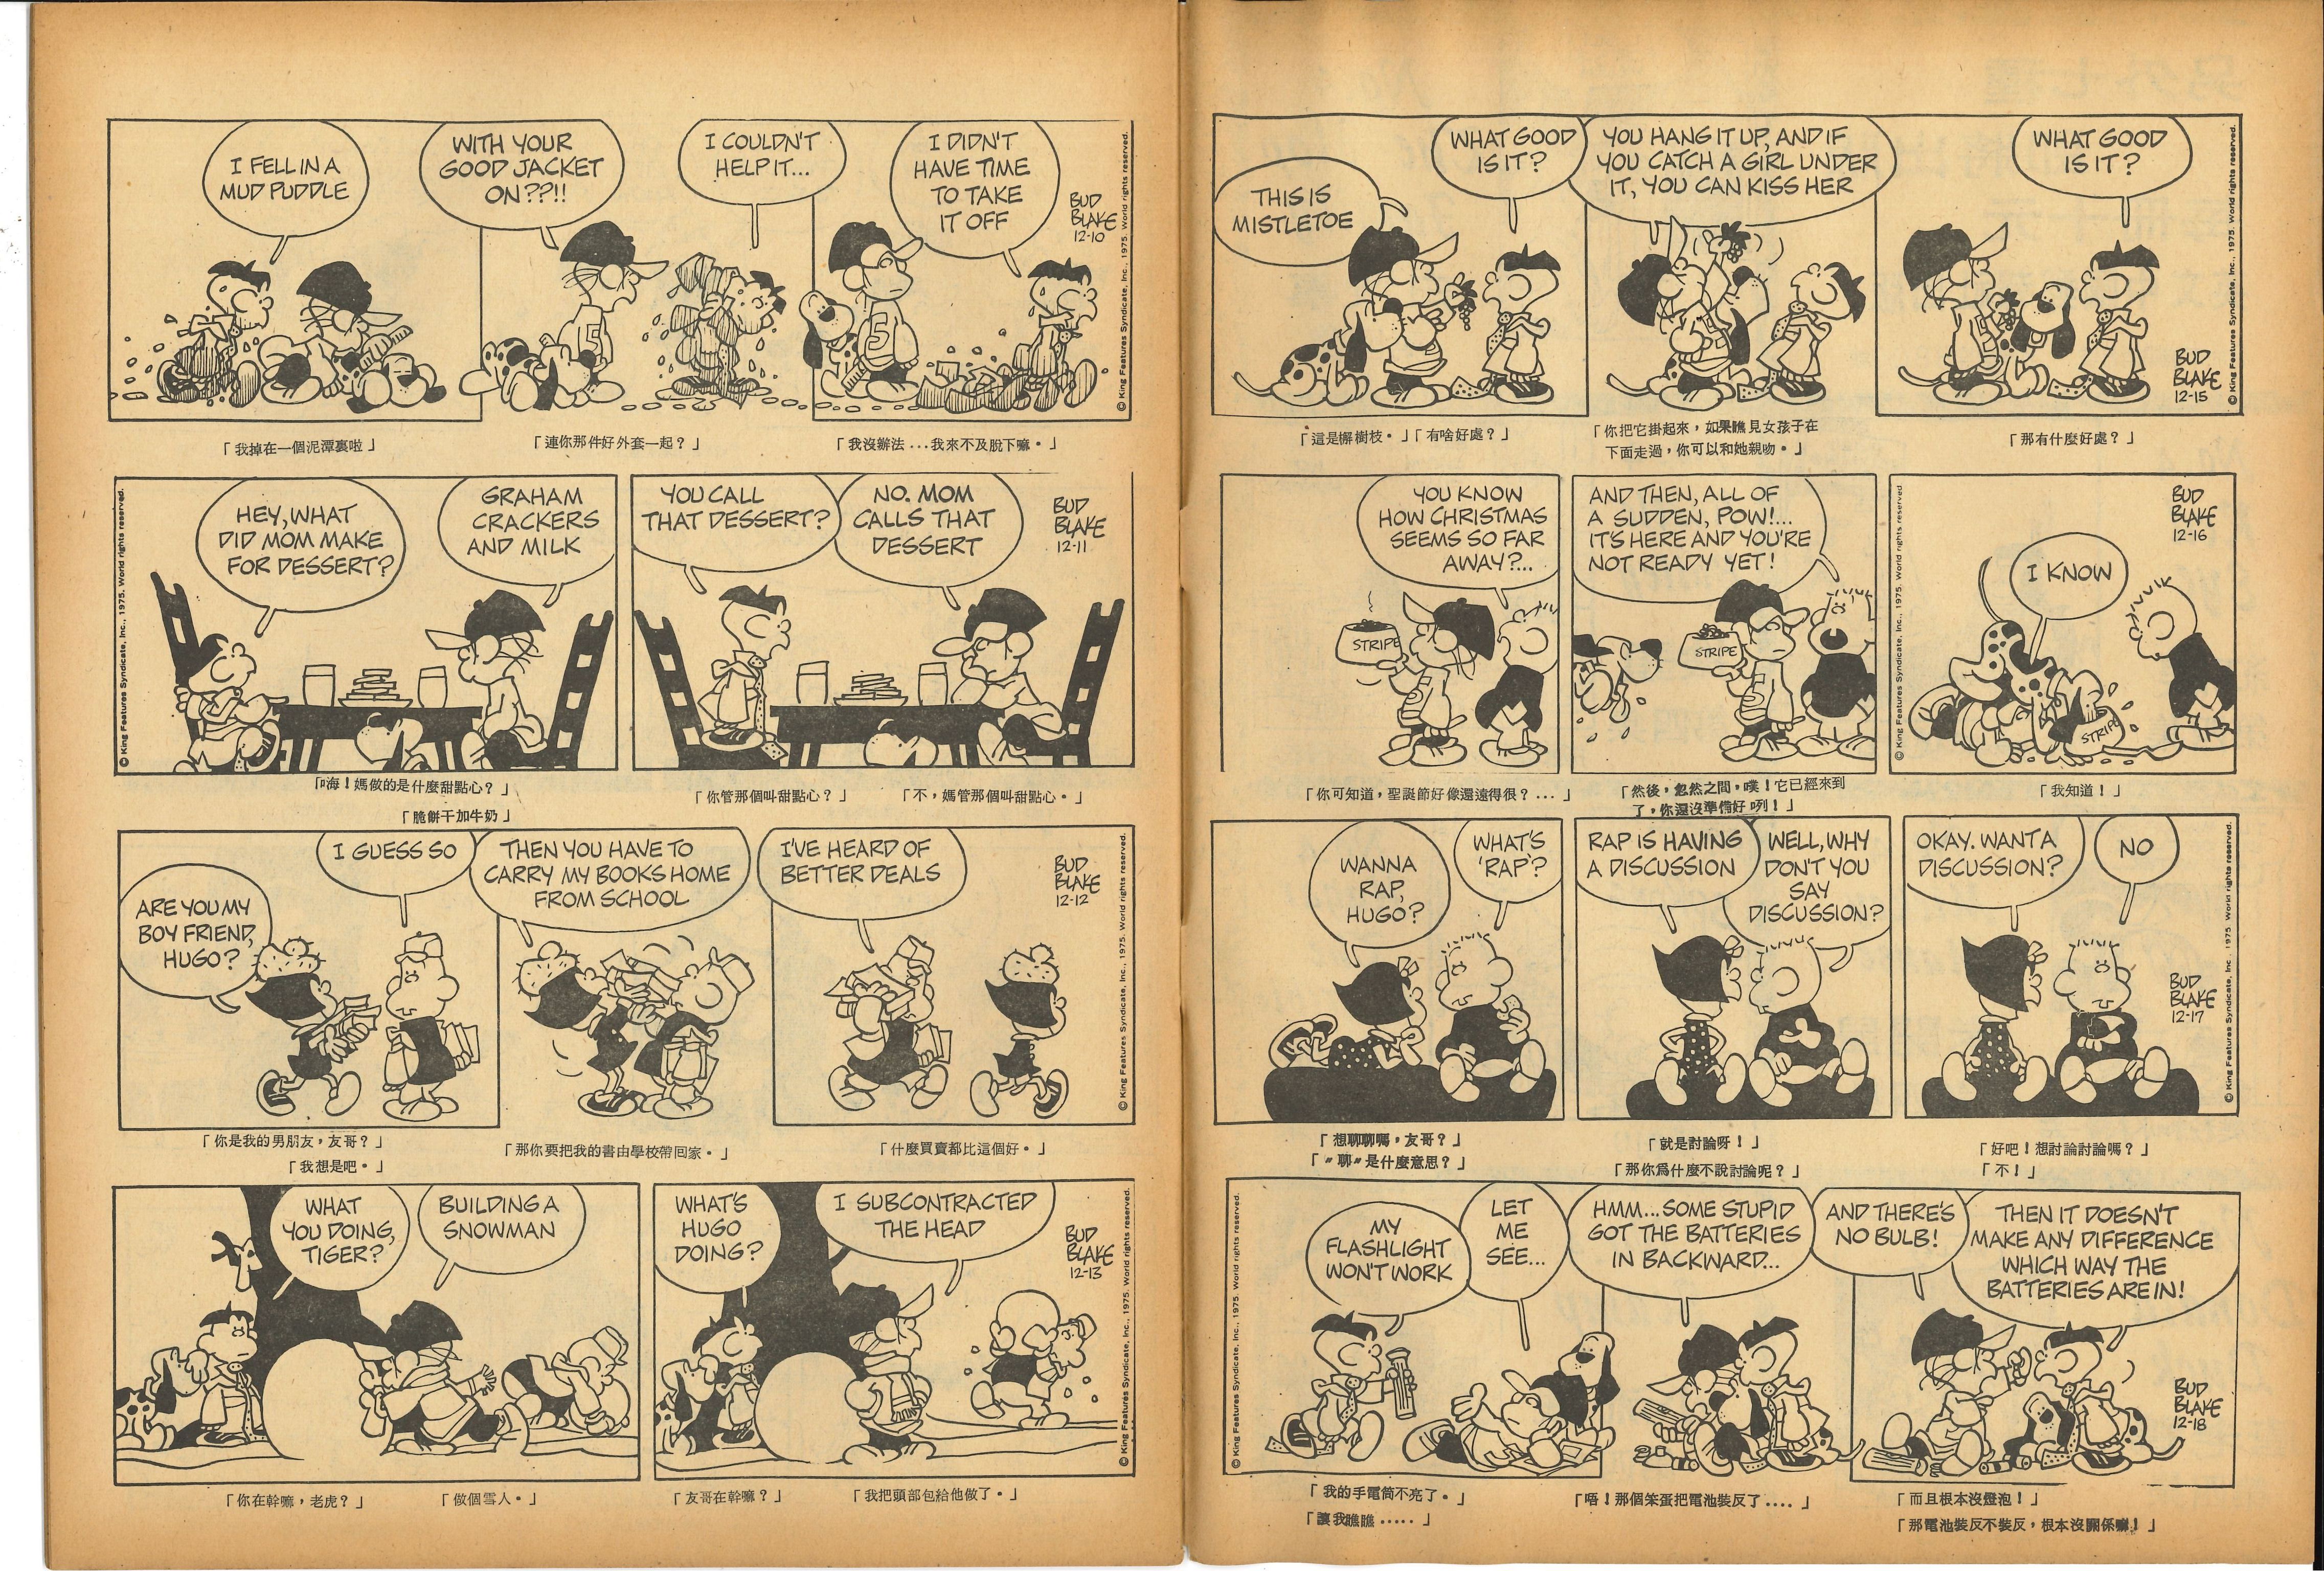 I FELL IN A
MUD PUDDLE
WITH YOUR
GOOD JACKET
ON??!!
I COULDN'T
HELP IT...
I DIDN'T
HAVE TIME
TO TAKE
IT OFF
BUD
BLAKE
12-10
© King Features Syndicate, Inc., 1975. World rights reserved.
「我掉在一個泥潭裏啦」
「連你那件好外套一起？」
「我沒辦法...我來不及脫下嘛。」
© King Features Syndicate, Inc., 1975. World rights reserved.
HEY, WHAT
DID MOM MAKE
FOR DESSERT?
GRAHAM
CRACKERS
AND MILK
YOU CALL
THAT DESSERT?
NO. MOM
CALLS THAT
DESSERT
BUD
BLAKE
12-11
「嗨！媽做的是什麼甜點心？」
「脆餅干加牛奶」
「你管那個叫甜點心？」
「不，媽管那個叫甜點心。」
ARE YOU MY
BOY FRIEND,
HUGO?
I GUESS SO
THEN YOU HAVE TO
CARRY MY BOOKS HOME
FROM SCHOOL
I'VE HEARD OF
BETTER DEALS
BUD
BLAKE
12-12
© King Features Syndicate, Inc., 1975. World rights reserved.
「你是我的男朋友，友哥？」
「我想是吧。」
「那你要把我的書由學校帶回家。」
「什麼買賣都比這個好。」
WHAT
YOU DOING,
TIGER?
BUILDING A
SNOWMAN
WHAT'S
HUGO
DOING?
I SUBCONTRACTED
THE HEAD
BUD
BLAKE
12-13
© King Features Syndicate, Inc., 1975. World rights reserved.
「你在幹嘛，老虎？」
「做個雪人。」
「友哥在幹嘛？」
「我把頭部包給他做了。」
THIS IS
MISTLETOE
WHAT GOOD
IS IT?
YOU HANG IT UP, AND IF
YOU CATCH A GIRL UNDER
IT, YOU CAN KISS HER
WHAT GOOD
IS IT?
BUD
BLAKE
12-15
© King Features Syndicate, Inc., 1975. World rights reserved.
「這是槲樹枝。」「有啥好處？」
「你把它掛起來，如果瞧見女孩子在
下面走過，你可以和她親吻。」
「那有什麼好處？」
YOU KNOW
HOW CHRISTMAS
SEEMS SO FAR
AWAY?...
STRIPE
AND THEN, ALL OF
A SUDDEN, POW!...
IT'S HERE AND YOU'RE
NOT READY YET!
STRIPE
© King Features Syndicate, Inc., 1975. World rights reserved
I KNOW
STRIPE
BUD
BLAKE
12-16
「你可知道，聖誕節好像還遠得很？...」
「然後，忽然之間，噗！它已經來到
了，你還沒準備好咧！」
「我知道！」
WANNA
RAP,
HUGO?
WHAT'S
'RAP'?
RAP IS HAVING
A DISCUSSION
WELL, WHY
DON'T YOU
SAY
DISCUSSION?
OKAY. WANT A
DISCUSSION?
NO
BUD
BLAKE
12-17
© King Features Syndicate, Inc., 1975. World rights reserved.
「想聊聊嗎，友哥？」
「〝聊〞是什麼意思？」
「就是討論呀！」
「那你爲什麼不說討論呢？」
「好吧！想討論討論嗎？」
「不！」
© King Features Syndicate, Inc., 1975. World rights reserved.
MY
FLASHLIGHT
WON'T WORK
LET
ME
SEE...
HMM...SOME STUPID
GOT THE BATTERIES
IN BACKWARD...
AND THERE'S
NO BULB!
THEN IT DOESN'T
MAKE ANY DIFFERENCE
WHICH WAY THE
BATTERIES ARE IN!
BUD
BLAKE
12-18
「我的手電筒不亮了。」
「讓我瞧瞧.....」
「唔！那個笨蛋把電池裝反了....」
「而且根本沒燈泡！」
「那電池裝反不裝反，根本沒關係嘛！」